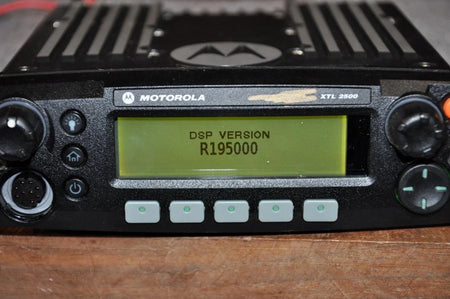 MOTOROLA
XTL 2500
DSP VERSION
R195000